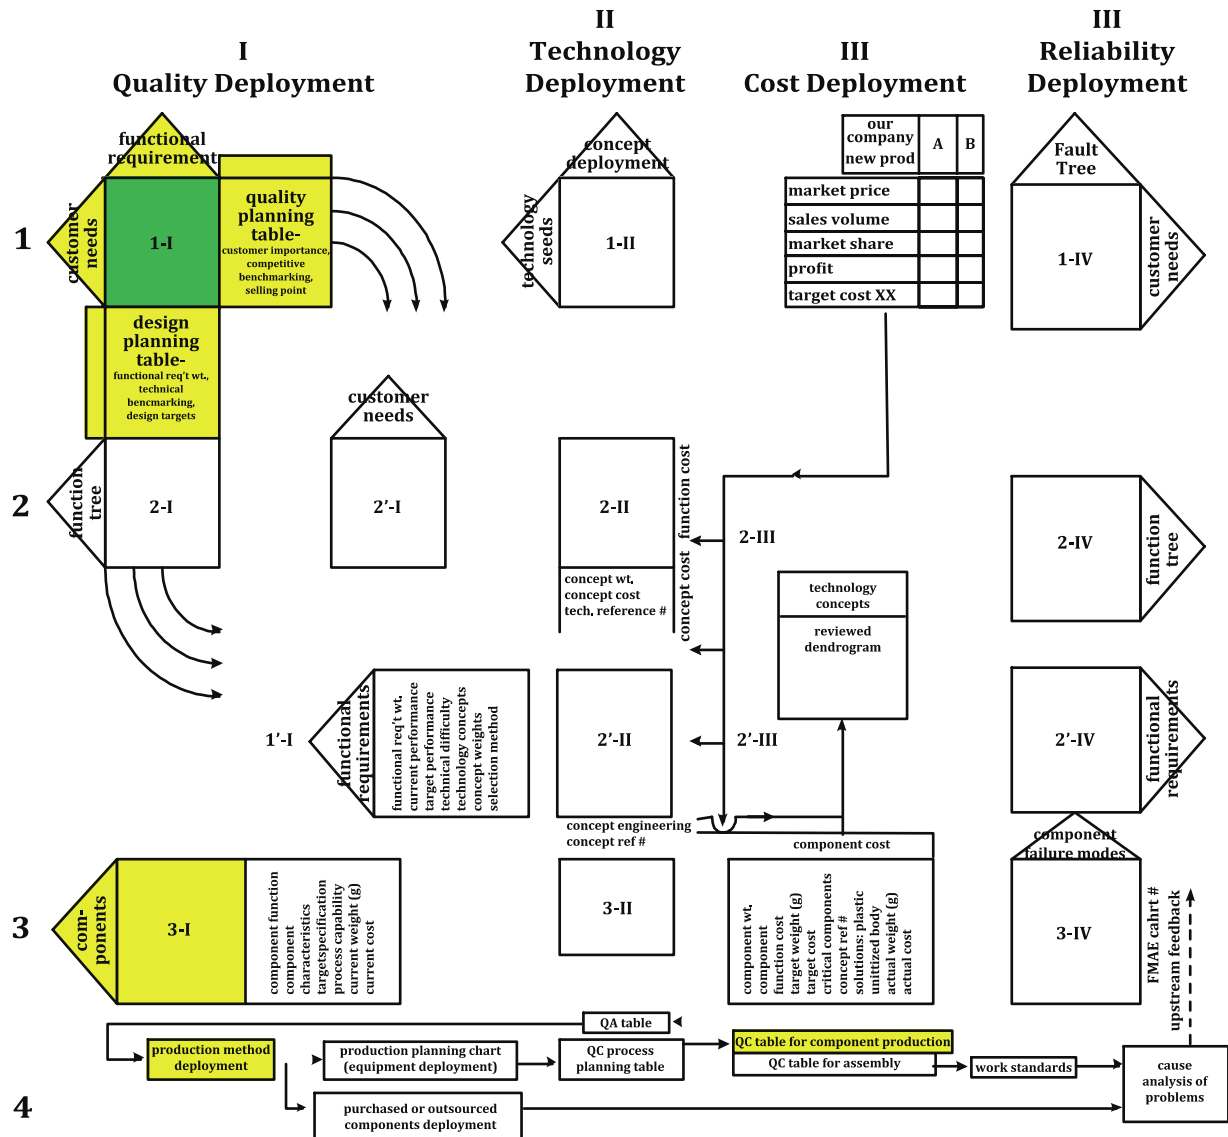 I
Quality Deployment
II
Technology
Deployment
III
Cost Deployment
III
Reliability
Deployment
1
functional
requirement
customer
needs
1-I
quality
planning
table-
customer importance,
competitive
benchmarking,
selling point
design
planning
table-
functional req't wt.,
technical
bencmarking,
design targets
concept
deployment
technology
seeds
1-II
our
company
new prod
A
B
market price
sales volume
market share
profit
target cost XX
Fault
Tree
1-IV
customer
needs
2
function
tree
2-I
customer
needs
2'-I
2-II
function cost
concept cost
concept wt.
concept cost
tech. reference #
2-III
technology
concepts
reviewed
dendrogram
2-IV
function
tree
1'-I
functional
requirements
functional req't wt.
current performance
target performance
technical difficulty
technology concepts
concept weights
selection method
2'-II
2'-III
concept engineering
concept ref #
2'-IV
functional
requirements
3
com-
ponents
3-I
component function
component
characteristics
targetspecification
process capability
current weight (g)
current cost
3-II
component cost
component wt.
component
function cost
target weight (g)
target cost
critical components
concept ref #
solutions: plastic
unittized body
actual weight (g)
actual cost
component
failure modes
3-IV
FMAE cahrt #
upstream feedback
4
QA table
production method
deployment
production planning chart
(equipment deployment)
QC process
planning table
QC table for component production
QC table for assembly
work standards
cause
analysis of
problems
purchased or outsourced
components deployment